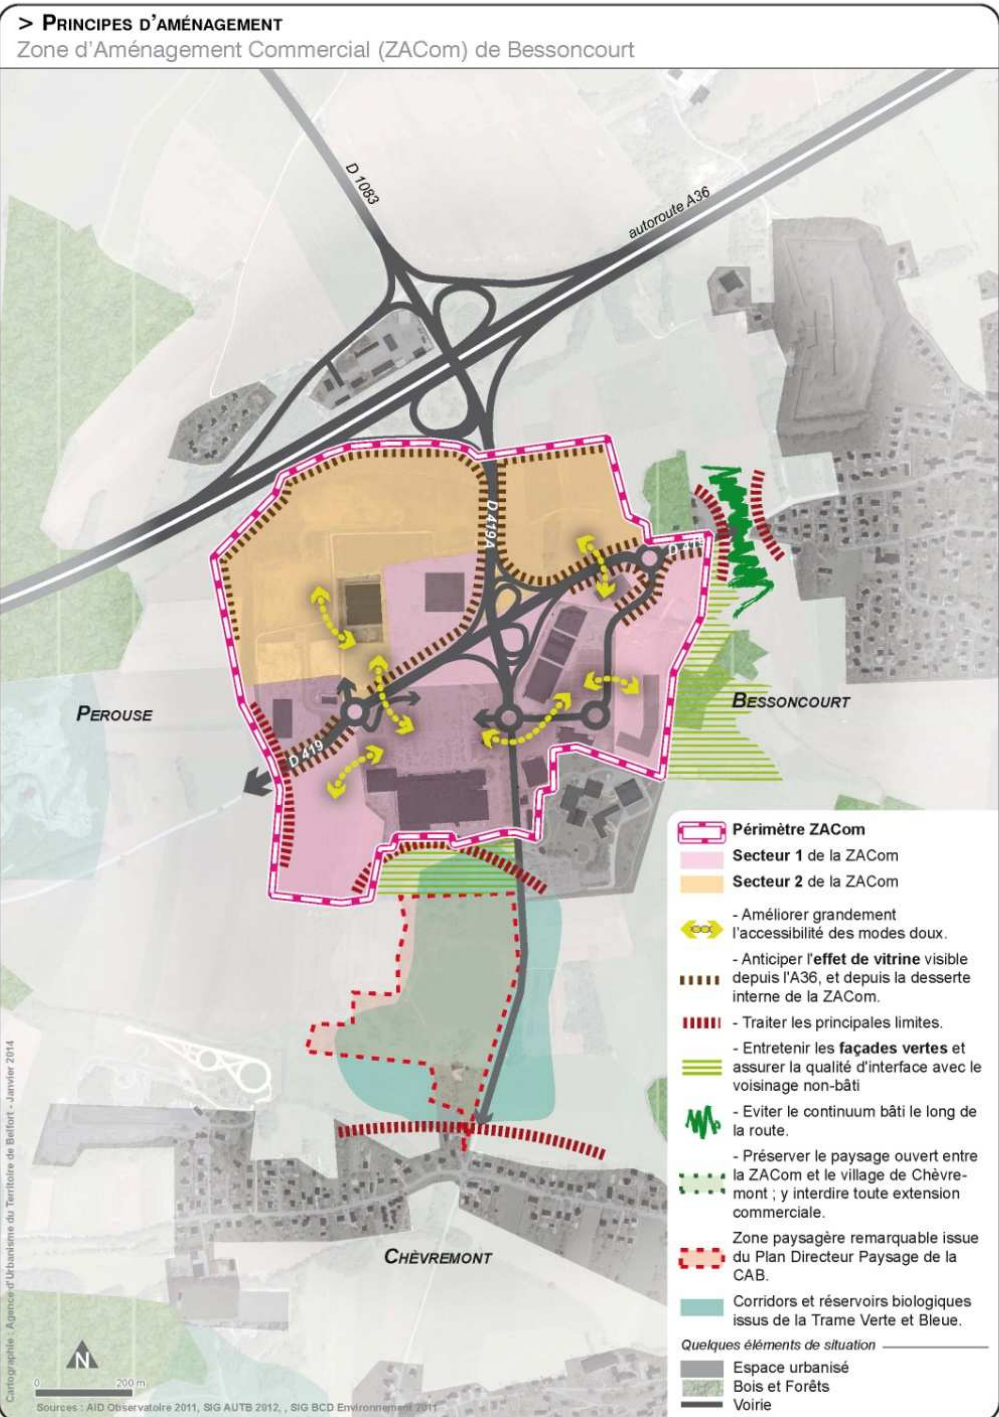 > PRINCIPES D'AMÉNAGEMENT
Zone d'Aménagement Commercial (ZACom) de Bessoncourt
D 1083
autoroute A36
D 419A
D 419
PEROUSE
BESSONCOURT
D 419
Périmètre ZACom
Secteur 1 de la ZACom
Secteur 2 de la ZACom
- Améliorer grandement
l'accessibilité des modes doux.
- Anticiper l'effet de vitrine visible
depuis l'A36, et depuis la desserte
interne de la ZACom.
- Traiter les principales limites.
- Entretenir les façades vertes et
assurer la qualité d'interface avec le
voisinage non-bâti
- Eviter le continuum bâti le long de
la route.
- Préserver le paysage ouvert entre
la ZACom et le village de Chèvre-
mont ; y interdire toute extension
commerciale.
Zone paysagère remarquable issue
du Plan Directeur Paysage de la
CAB.
Corridors et réservoirs biologiques
issus de la Trame Verte et Bleue.
Quelques éléments de situation
Espace urbanisé
Bois et Forêts
Voirie
CHÈVREMONT
N
0 200 m
Cartographie : Agence d'Urbanisme du Territoire de Belfort - Janvier 2014
Sources : AID Observatoire 2011, SIG AUTB 2012, , SIG BCD Environnement 2011